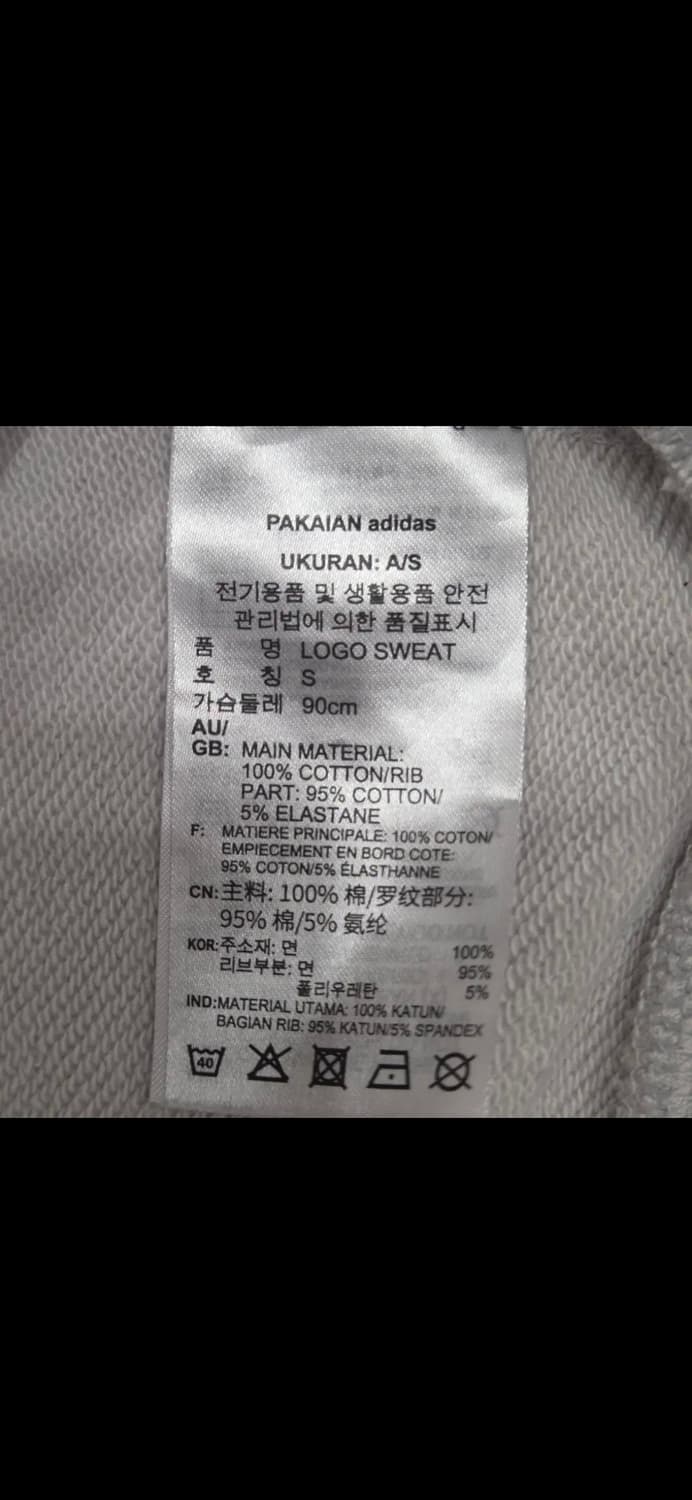 PAKAIAN adidas
UKURAN: A/S
전기용품 및 생활용품 안전
관리법에 의한 품질표시
품 명 LOGO SWEAT
호 칭 S
가슴둘레 90cm
AU/
GB: MAIN MATERIAL:
100% COTTON/RIB
PART: 95% COTTON/
5% ELASTANE
F: MATIERE PRINCIPALE: 100% COTON/
EMPIECEMENT EN BORD COTE:
95% COTON/5% ÉLASTHANNE
CN: 主料: 100% 棉/罗纹部分:
95% 棉/5% 氨纶
KOR: 주소재: 면 100%
리브부분: 면 95%
폴리우레탄 5%
IND: MATERIAL UTAMA: 100% KATUN/
BAGIAN RIB: 95% KATUN/5% SPANDEX
40